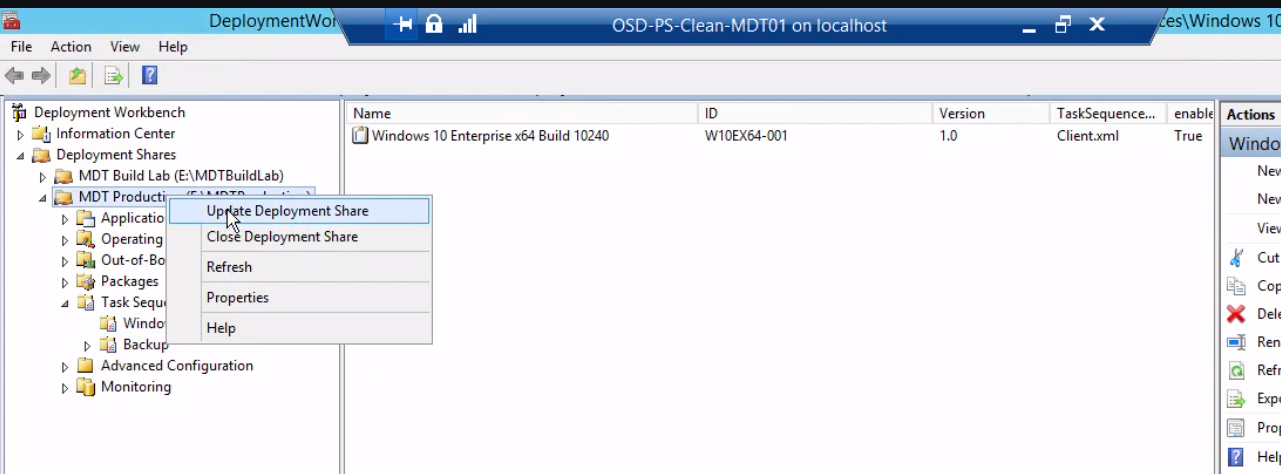 DeploymentWor
OSD-PS-Clean-MDT01 on localhost
es\Windows 10
File Action View Help
Deployment Workbench
Information Center
Deployment Shares
MDT Build Lab (E:\MDTBuildLab)
MDT Producti
Applicatio
Operating
Out-of-Bo
Packages
Task Sequ
Windo
Backup
Advanced Configuration
Monitoring
Update Deployment Share
Close Deployment Share
Refresh
Properties
Help
Name ID Version TaskSequence... enable
Windows 10 Enterprise x64 Build 10240 W10EX64-001 1.0 Client.xml True
Actions
Windo
New
New
View
Cut
Cop
Dele
Ren
Refr
Expo
Prop
Help